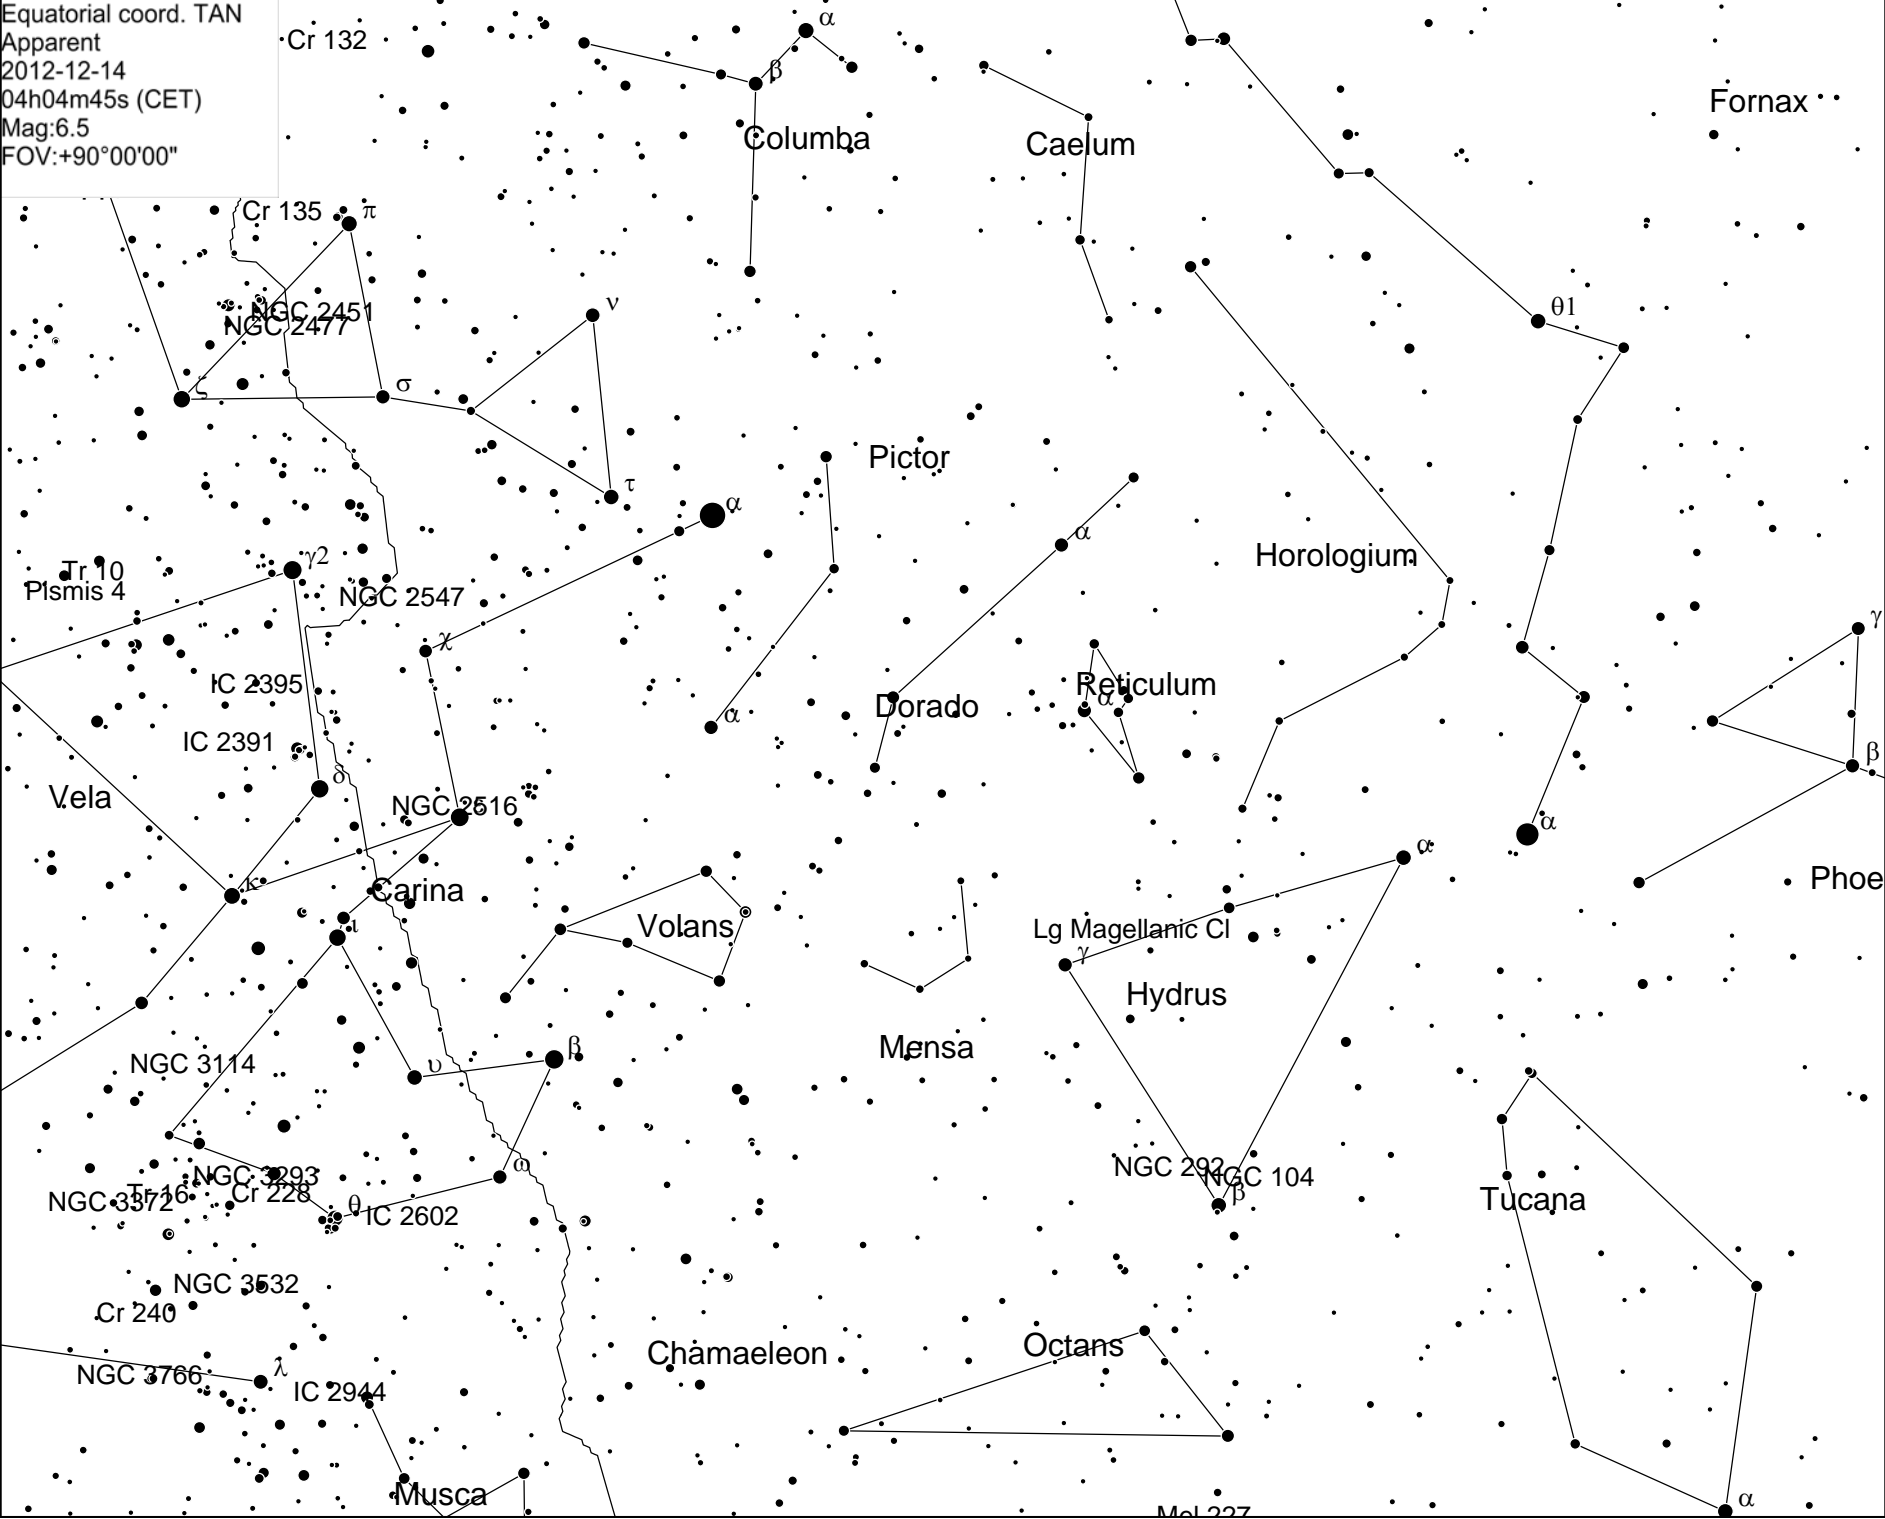 Equatorial coord. TAN
Apparent
2012-12-14
04h04m45s (CET)
Mag:6.5
FOV:+90°00'00"
Cr 132
α
β
Columba
Caelum
Fornax
Cr 135
π
NGC 2451
NGC 2477
ν
θ1
ζ
σ
Pictor
τ
α
α
Horologium
γ2
Tr 10
Plsmis 4
NGC 2547
χ
γ
IC 2395
Reticulum
α
Dorado
α
IC 2391
β
δ
Vela
NGC 2516
ε
α
α
κ
Carina
Phoe
ι
Volans
Lg Magellanic Cl
γ
Hydrus
Mensa
NGC 3114
υ
β
ω
NGC 292
NGC 104
β
NGC 3293
Tr 16
Cr 228
NGC 3372
θ
IC 2602
Tucana
NGC 3532
Cr 240
Chamaeleon
Octans
λ
NGC 3766
IC 2944
Musca
α
Mel 227